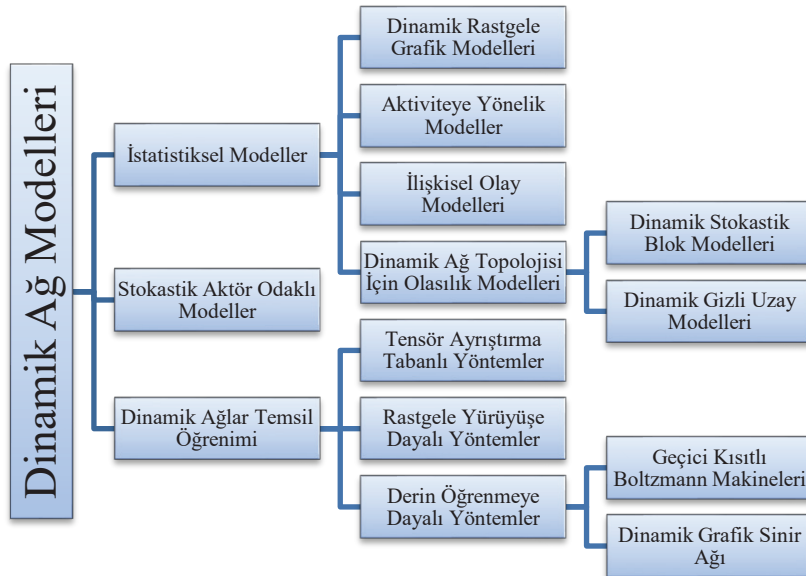 Dinamik Ağ Modelleri
İstatistiksel Modeller
Dinamik Rastgele
Grafik Modelleri
Aktiviteye Yönelik
Modeller
İlişkisel Olay
Modelleri
Dinamik Ağ Topolojisi
İçin Olasılık Modelleri
Dinamik Stokastik
Blok Modelleri
Dinamik Gizli Uzay
Modelleri
Stokastik Aktör Odaklı
Modeller
Dinamik Ağlar Temsil
Öğrenimi
Tensör Ayrıştırma
Tabanlı Yöntemler
Rastgele Yürüyüşe
Dayalı Yöntemler
Derin Öğrenmeye
Dayalı Yöntemler
Geçici Kısıtlı
Boltzmann Makineleri
Dinamik Grafik Sinir
Ağı